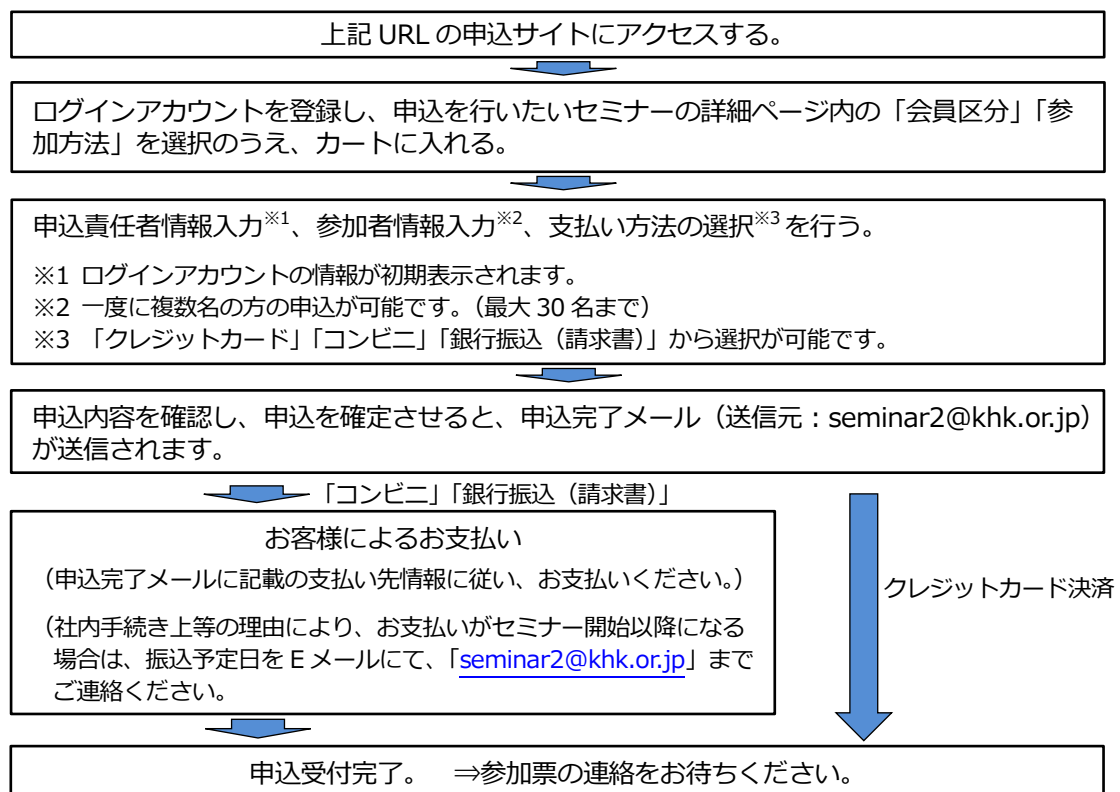 上記 URL の申込サイトにアクセスする。
ログインアカウントを登録し、申込を行いたいセミナーの詳細ページ内の「会員区分」「参
加方法」を選択のうえ、カートに入れる。
申込責任者情報入力※1、参加者情報入力※2、支払い方法の選択※3 を行う。
※1 ログインアカウントの情報が初期表示されます。
※2 一度に複数名の方の申込が可能です。（最大 30 名まで）
※3 「クレジットカード」「コンビニ」「銀行振込（請求書）」から選択が可能です。
申込内容を確認し、申込を確定させると、申込完了メール（送信元：seminar2@khk.or.jp）
が送信されます。
「コンビニ」「銀行振込（請求書）」
お客様によるお支払い
（申込完了メールに記載の支払い先情報に従い、お支払いください。）
（社内手続き上等の理由により、お支払いがセミナー開始以降になる
場合は、振込予定日を E メールにて、「seminar2@khk.or.jp」まで
ご連絡ください。
クレジットカード決済
申込受付完了。　⇒参加票の連絡をお待ちください。